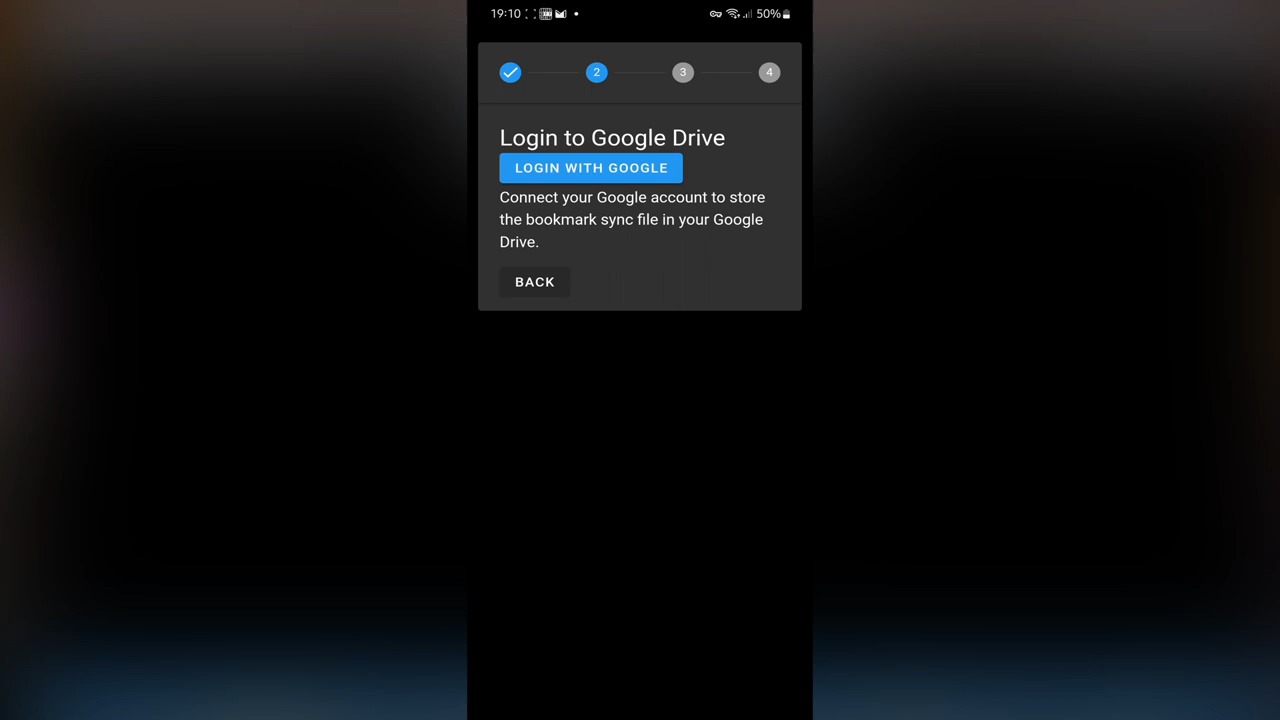 19:10 50%
2 3 4
Login to Google Drive
LOGIN WITH GOOGLE
Connect your Google account to store
the bookmark sync file in your Google
Drive.
BACK